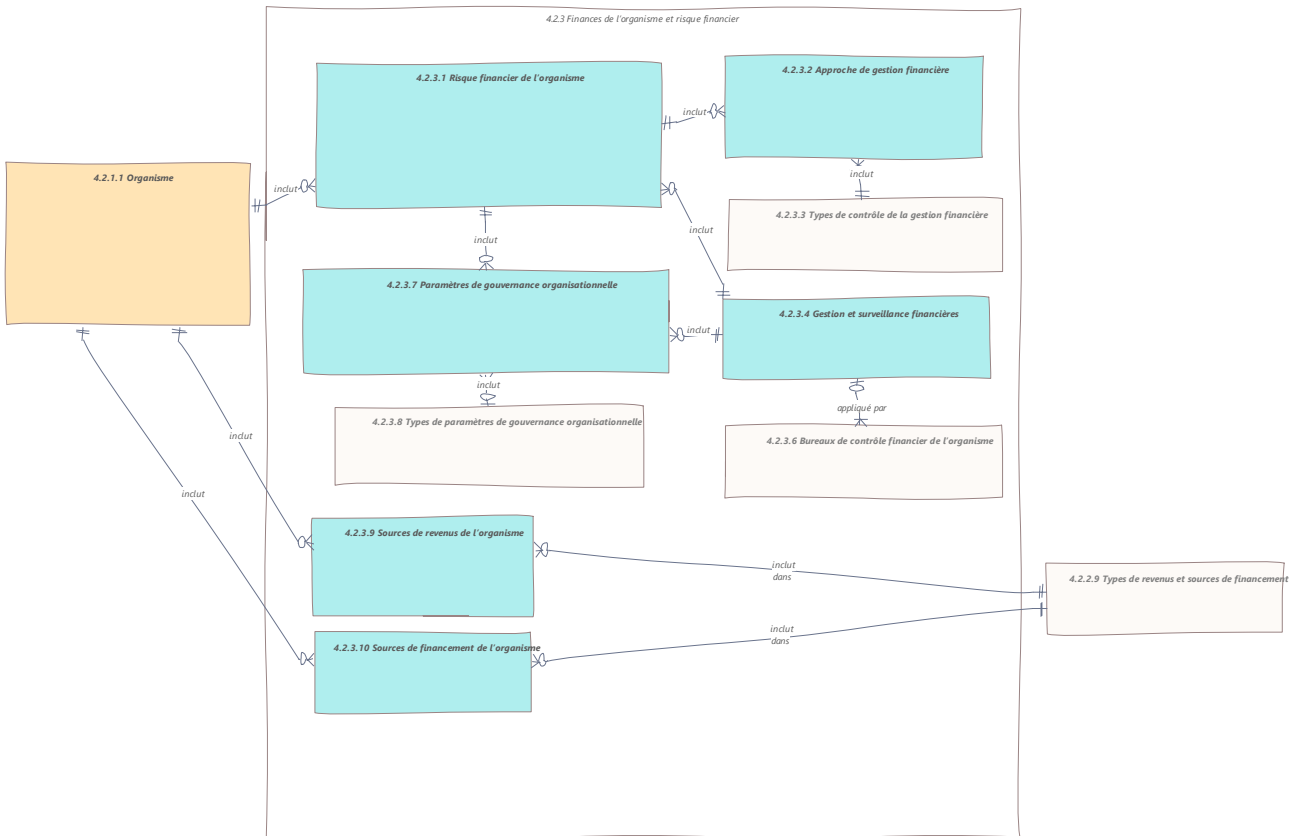 4.2.3 Finances de l'organisme et risque financier
4.2.3.1 Risque financier de l'organisme
4.2.3.2 Approche de gestion financière
inclut
inclut
4.2.1.1 Organisme
inclut
4.2.3.3 Types de contrôle de la gestion financière
inclut
inclut
4.2.3.7 Paramètres de gouvernance organisationnelle
4.2.3.4 Gestion et surveillance financières
inclut
inclut
appliqué par
4.2.3.8 Types de paramètres de gouvernance organisationnelle
4.2.3.6 Bureaux de contrôle financier de l'organisme
inclut
inclut
4.2.3.9 Sources de revenus de l'organisme
inclut
dans
4.2.2.9 Types de revenus et sources de financement
inclut
dans
4.2.3.10 Sources de financement de l'organisme